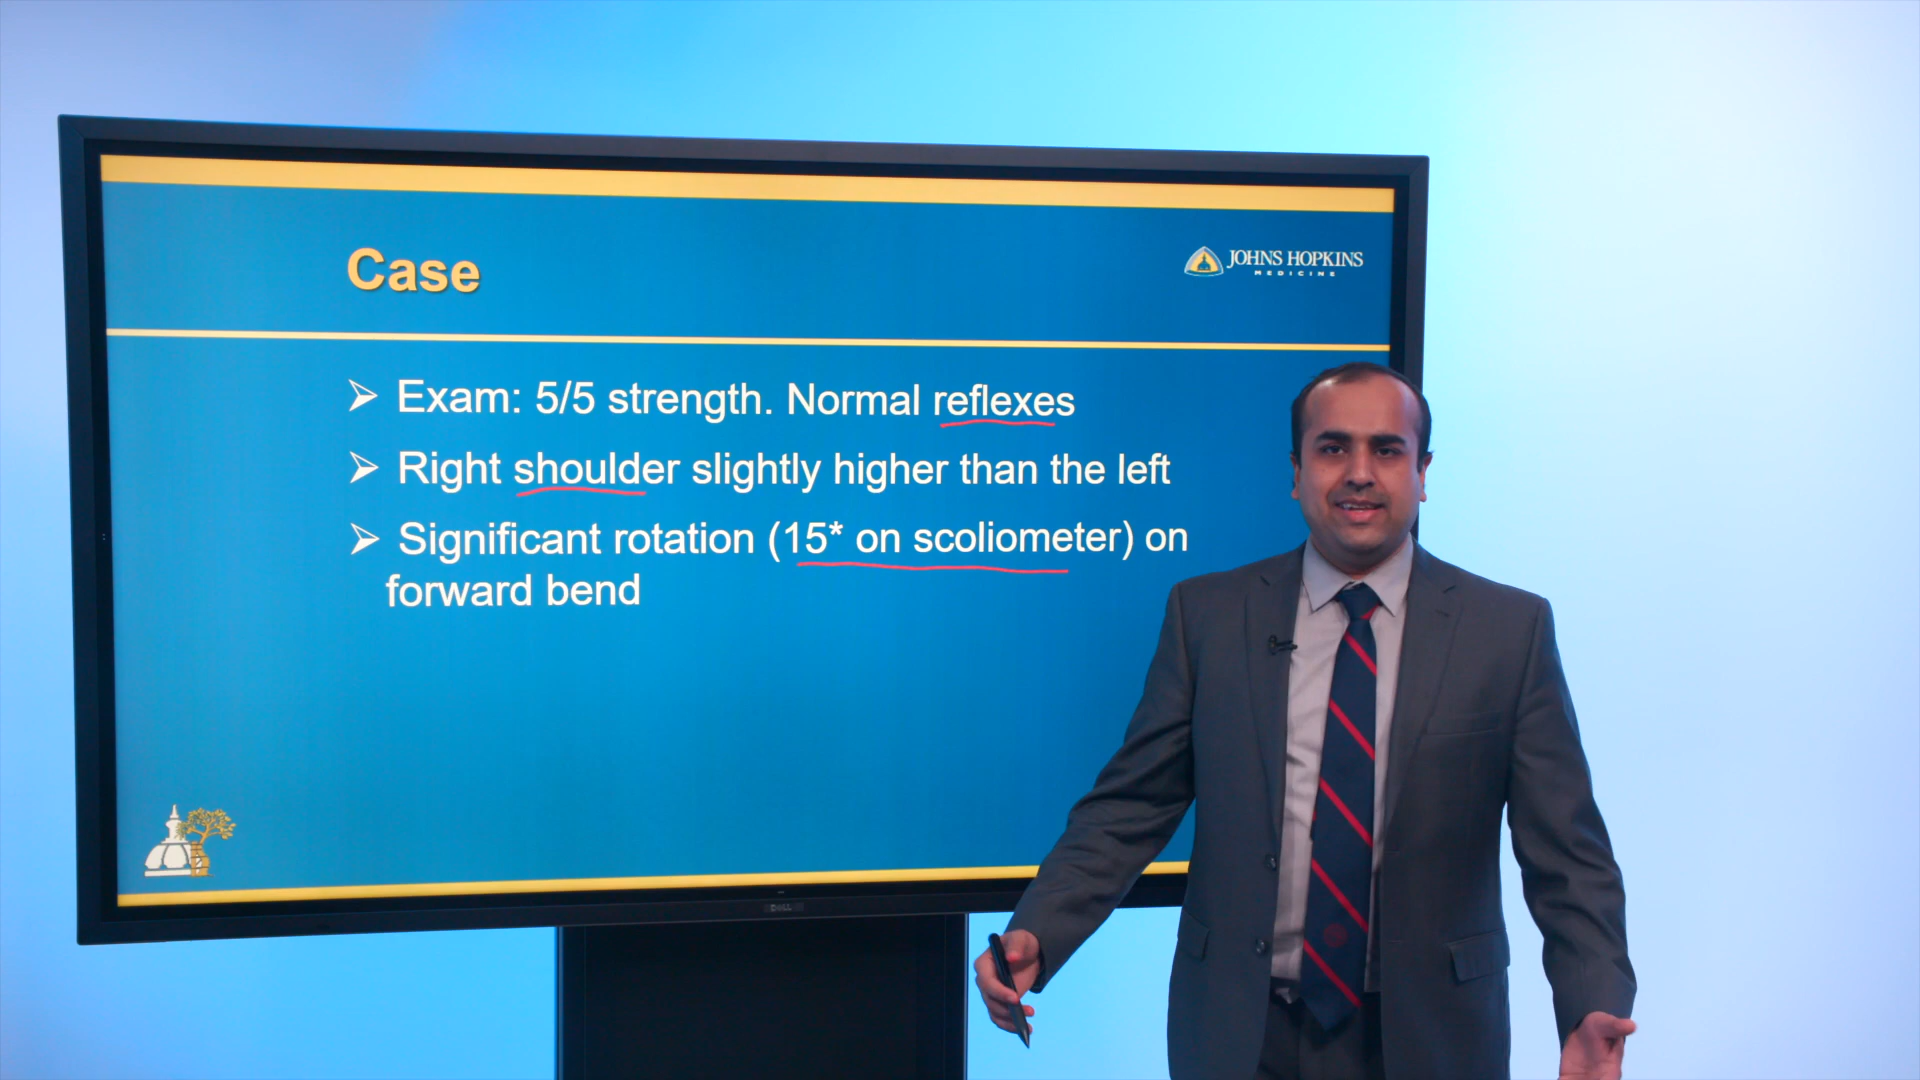 Case
JOHNS HOPKINS
MEDICINE
➢ Exam: 5/5 strength. Normal reflexes
➢ Right shoulder slightly higher than the left
➢ Significant rotation (15* on scoliometer) on
forward bend
DELL